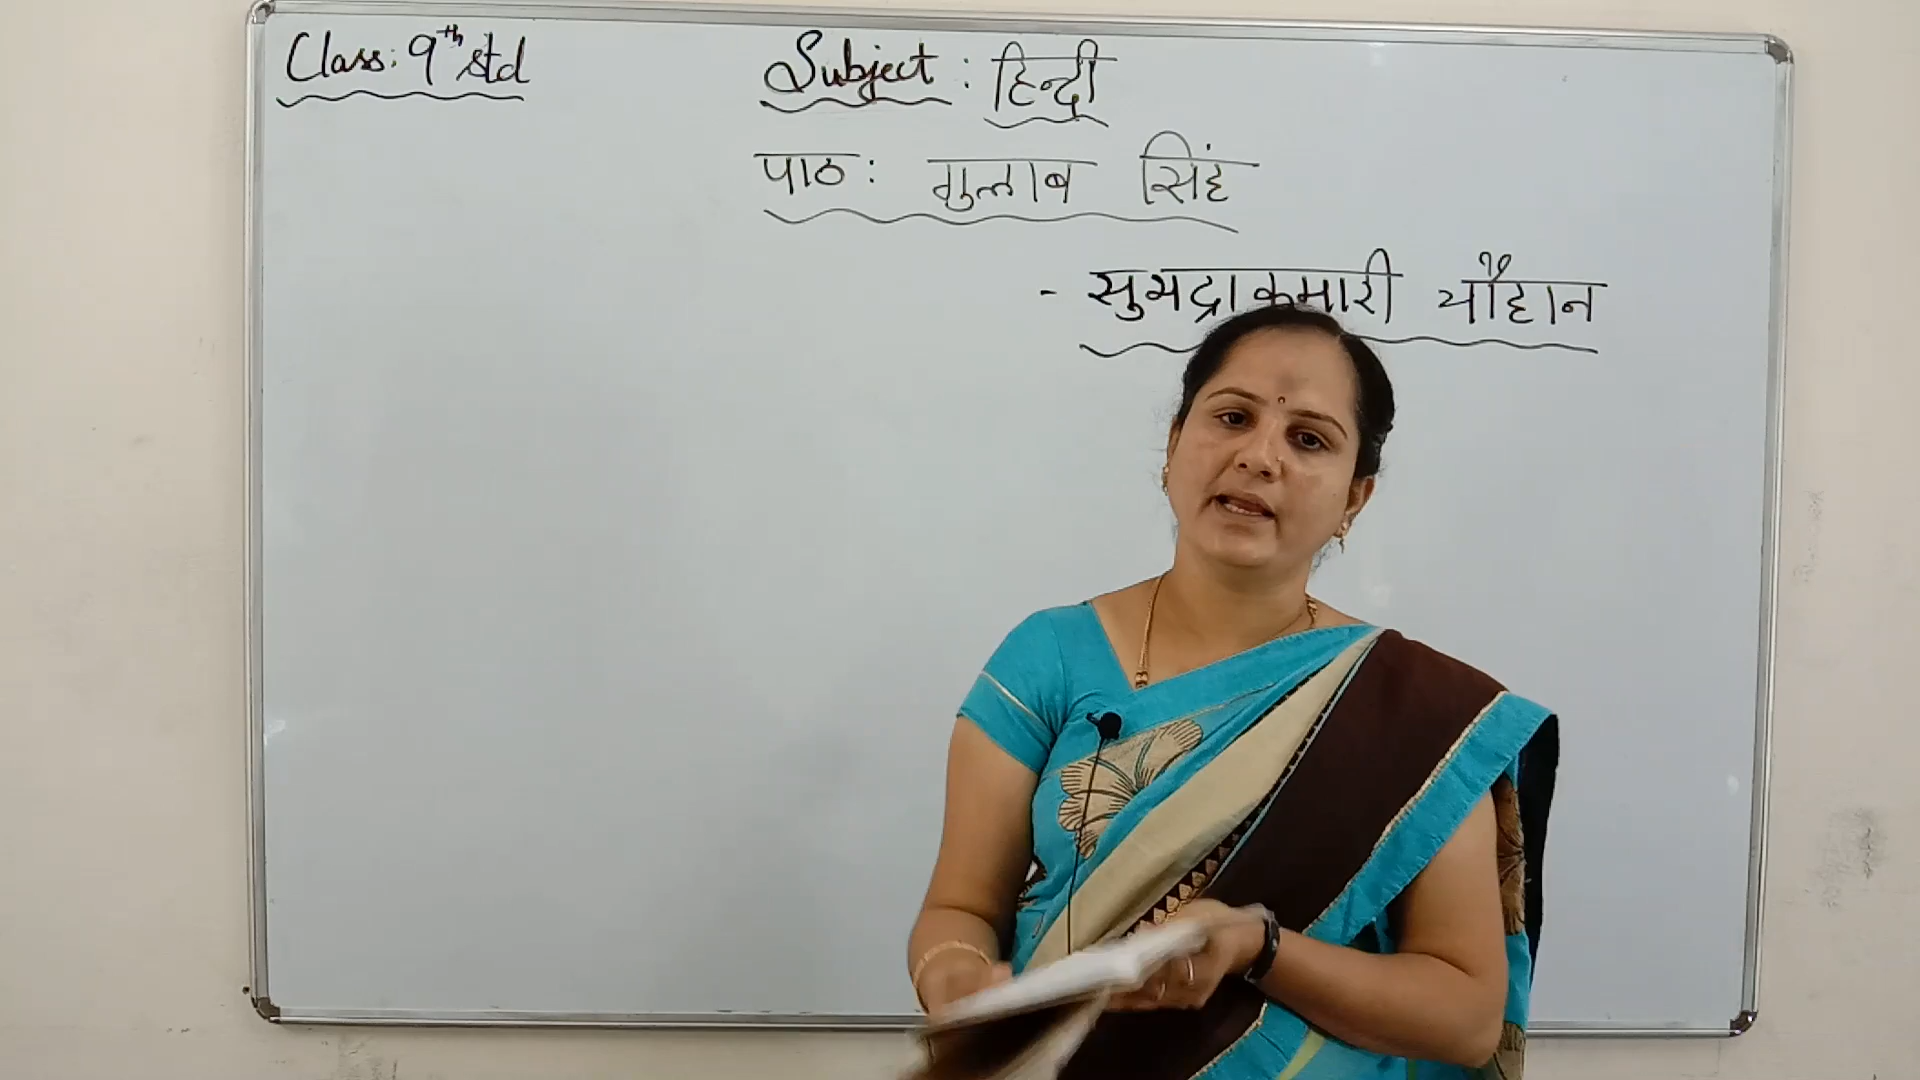 Class: 9th std
Subject : हिन्दी
पाठ : गुलाब सिंह
- सुभद्राकुमारी चौहान